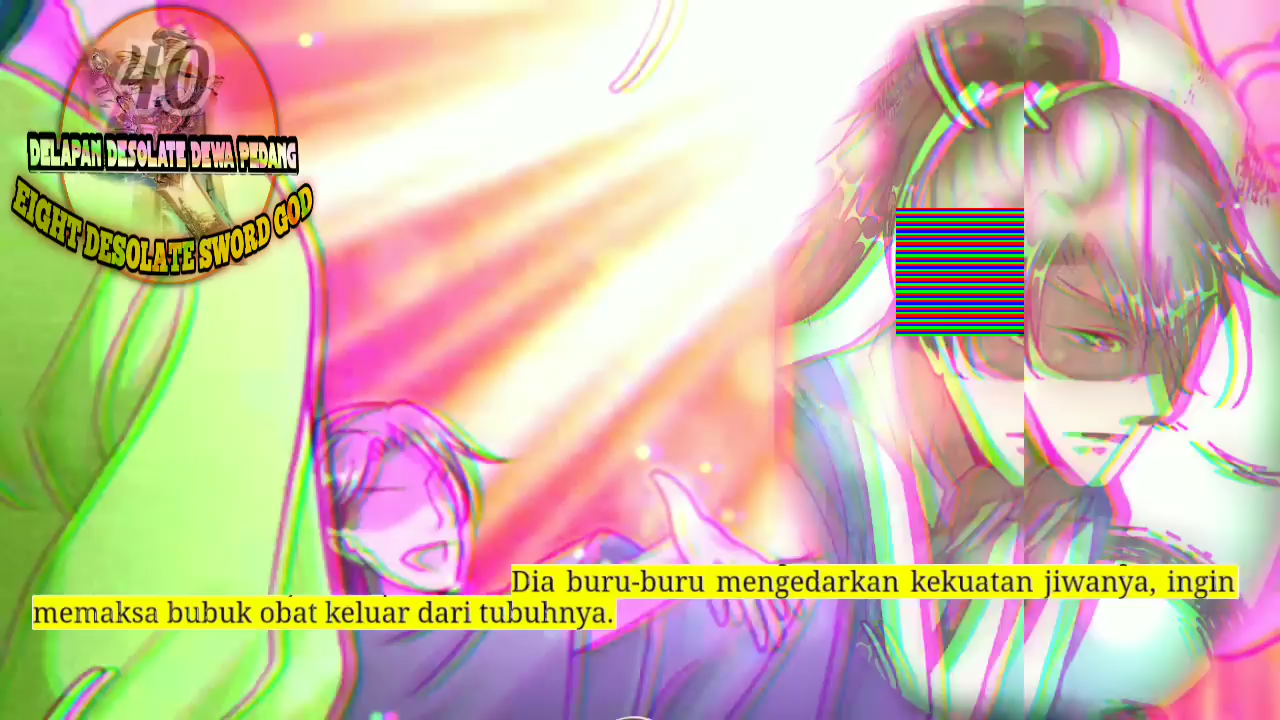 40
DELAPAN DESOLATE DEWA PEDANG
EIGHT DESOLATE SWORD GOD
Dia buru-buru mengedarkan kekuatan jiwanya, ingin
memaksa bubuk obat keluar dari tubuhnya.